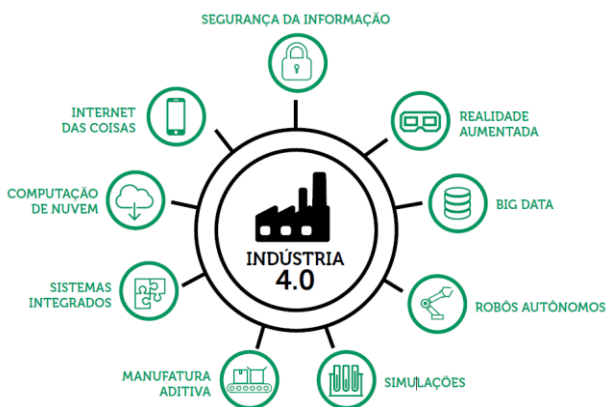 SEGURANÇA DA INFORMAÇÃO
INTERNET
DAS COISAS
REALIDADE
AUMENTADA
COMPUTAÇÃO
DE NUVEM
BIG DATA
INDÚSTRIA
4.0
SISTEMAS
INTEGRADOS
ROBÔS AUTÔNOMOS
MANUFATURA
ADITIVA
SIMULAÇÕES